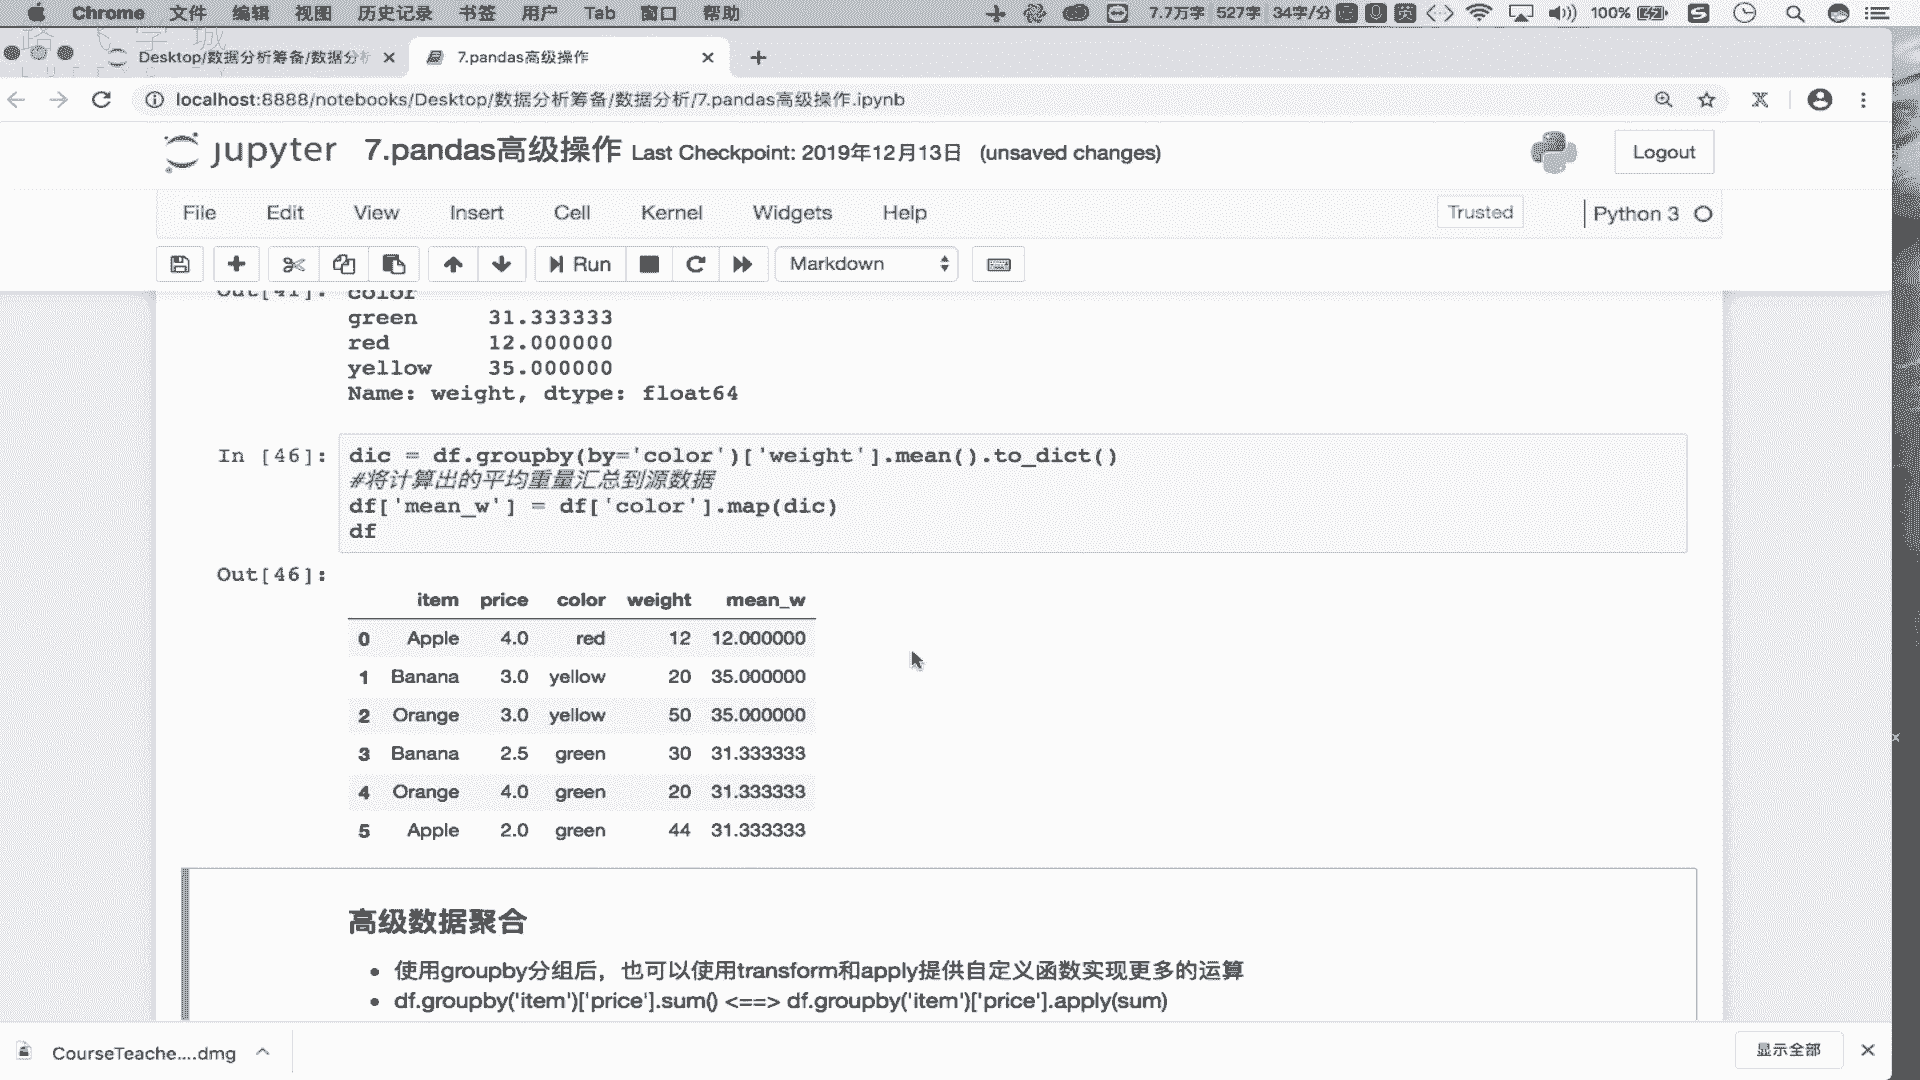 Chrome 文件 编辑 视图 历史记录 书签 用户 Tab 窗口 帮助 7.7万字 527字 34字/分 英 100%
Desktop/数据分析筹备/数据分析 7.pandas高级操作
localhost:8888/notebooks/Desktop/数据分析筹备/数据分析/7.pandas高级操作.ipynb
jupyter 7.pandas高级操作 Last Checkpoint: 2019年12月13日 (unsaved changes) Logout
File Edit View Insert Cell Kernel Widgets Help Trusted Python 3
Run Markdown
Out[41]: color
green 31.333333
red 12.000000
yellow 35.000000
Name: weight, dtype: float64
In [46]: dic = df.groupby(by='color')['weight'].mean().to_dict()
#将计算出的平均重量汇总到源数据
df['mean_w'] = df['color'].map(dic)
df
Out[46]:
item price color weight mean_w
0 Apple 4.0 red 12 12.000000
1 Banana 3.0 yellow 20 35.000000
2 Orange 3.0 yellow 50 35.000000
3 Banana 2.5 green 30 31.333333
4 Orange 4.0 green 20 31.333333
5 Apple 2.0 green 44 31.333333
高级数据聚合
使用groupby分组后，也可以使用transform和apply提供自定义函数实现更多的运算
df.groupby('item')['price'].sum() <==> df.groupby('item')['price'].apply(sum)
CourseTeache....dmg 显示全部